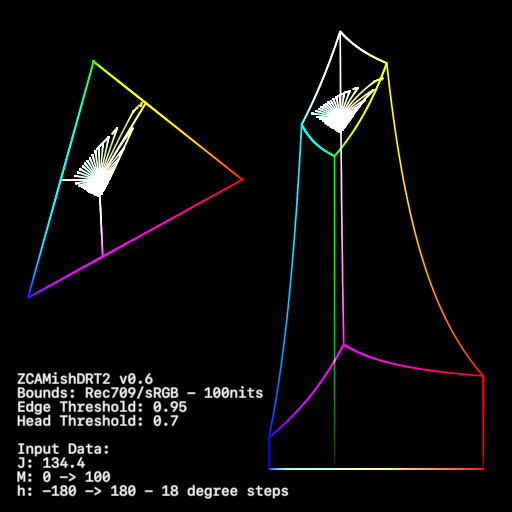 ZCAMishDRT2 v0.6
Bounds: Rec709/sRGB - 100nits
Edge Threshold: 0.95
Head Threshold: 0.7
Input Data:
J: 134.4
M: 0 -> 100
h: -180 -> 180 - 18 degree steps